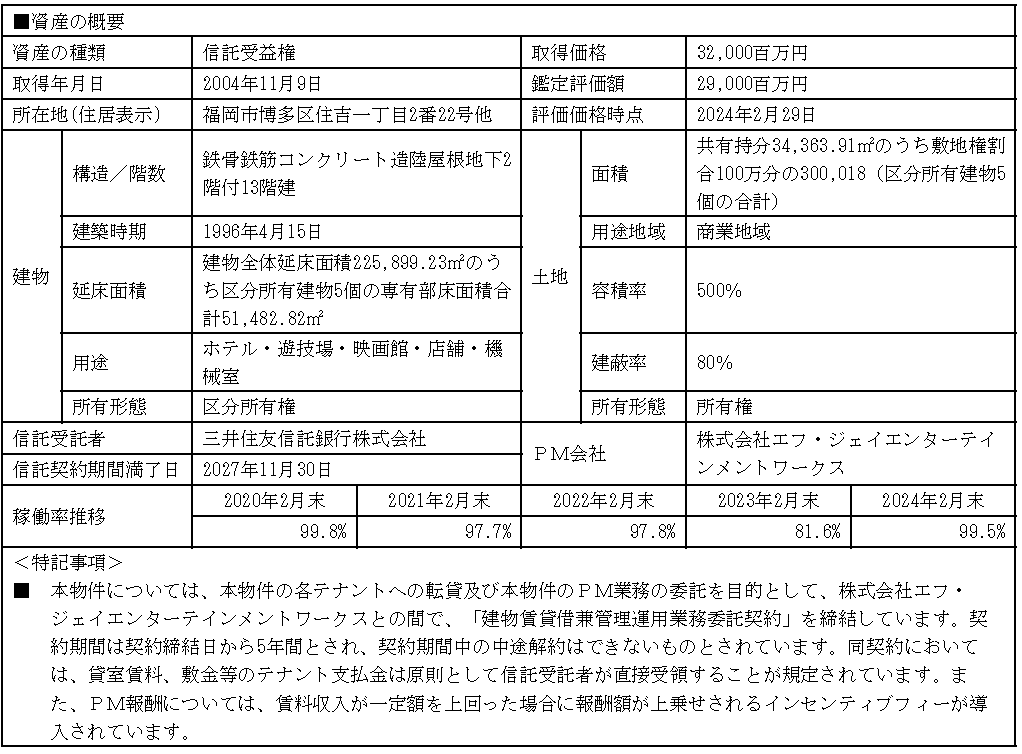 ■資産の概要
資産の種類 信託受益権 取得価格 32,000百万円
取得年月日 2004年11月9日 鑑定評価額 29,000百万円
所在地(住居表示) 福岡市博多区住吉一丁目2番22号他 評価価格時点 2024年2月29日
建物
構造／階数
鉄骨鉄筋コンクリート造陸屋根地下2
階付13階建
建築時期 1996年4月15日
延床面積
建物全体延床面積225,899.23㎡のう
ち区分所有建物5個の専有部床面積合
計51,482.82㎡
用途
ホテル・遊技場・映画館・店舗・機
械室
所有形態 区分所有権
土地
面積
共有持分34,363.91㎡のうち敷地権割
合100万分の300,018（区分所有建物5
個の合計）
用途地域 商業地域
容積率 500%
建蔽率 80%
所有形態 所有権
信託受託者 三井住友信託銀行株式会社
信託契約期間満了日 2027年11月30日
ＰＭ会社
株式会社エフ・ジェイエンターテイ
ンメントワークス
稼働率推移
2020年2月末 2021年2月末 2022年2月末 2023年2月末 2024年2月末
99.8% 97.7% 97.8% 81.6% 99.5%
＜特記事項＞
■ 本物件については、本物件の各テナントへの転貸及び本物件のＰＭ業務の委託を目的として、株式会社エフ・
ジェイエンターテインメントワークスとの間で、「建物賃貸借兼管理運用業務委託契約」を締結しています。契
約期間は契約締結日から5年間とされ、契約期間中の中途解約はできないものとされています。同契約において
は、貸室賃料、敷金等のテナント支払金は原則として信託受託者が直接受領することが規定されています。ま
た、ＰＭ報酬については、賃料収入が一定額を上回った場合に報酬額が上乗せされるインセンティブフィーが導
入されています。